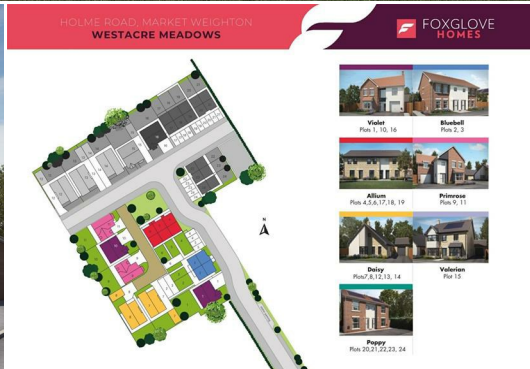 HOLME ROAD, MARKET WEIGHTON
WESTACRE MEADOWS
FOXGLOVE
HOMES
Violet
Plots 1, 10, 16
Bluebell
Plots 2, 3
Allium
Plots 4,5,6,17,18, 19
Primrose
Plots 9, 11
Daisy
Plots7,8,12,13, 14
Valerian
Plot 15
Poppy
Plots 20,21,22,23, 24
N